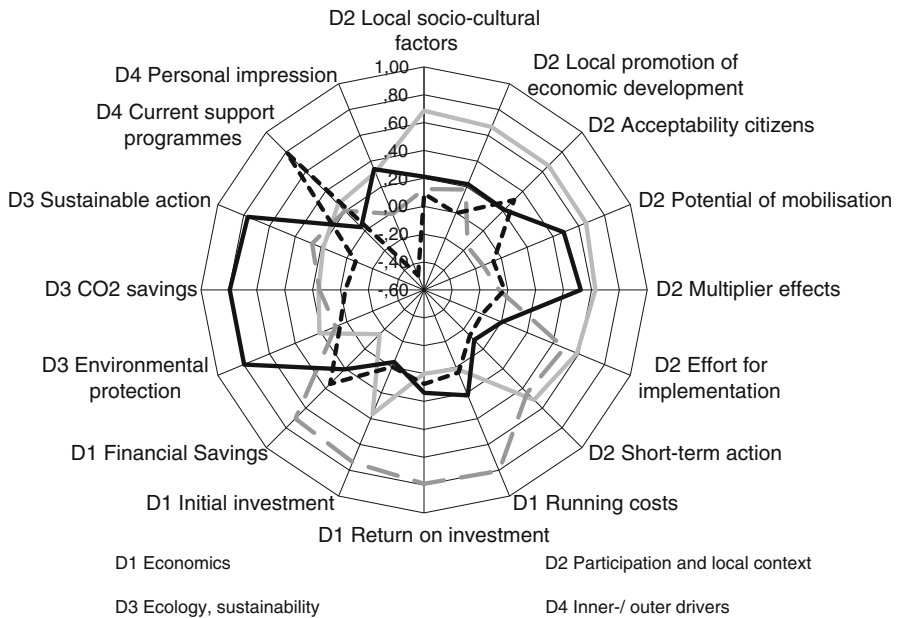 D2 Local socio-cultural
factors
D2 Local promotion of
economic development
D2 Acceptability citizens
D2 Potential of mobilisation
D2 Multiplier effects
D2 Effort for
implementation
D2 Short-term action
D1 Running costs
D1 Return on investment
D1 Initial investment
D1 Financial Savings
D3 Environmental
protection
D3 CO2 savings
D3 Sustainable action
D4 Current support
programmes
D4 Personal impression
1,00
,80
,60
,40
,20
,00
-,20
-,40
-,60
D1 Economics
D2 Participation and local context
D3 Ecology, sustainability
D4 Inner-/ outer drivers